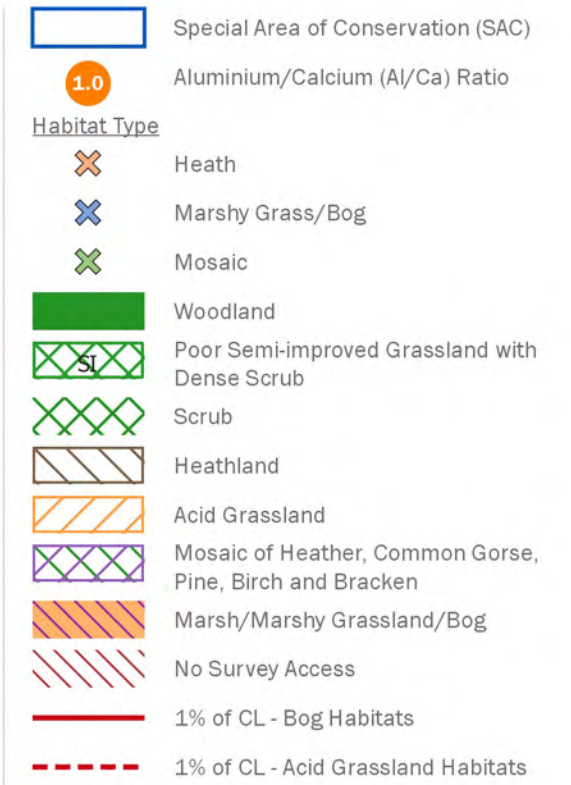 Special Area of Conservation (SAC)
1.0
Aluminium/Calcium (Al/Ca) Ratio
Habitat Type
Heath
Marshy Grass/Bog
Mosaic
Woodland
SI
Poor Semi-improved Grassland with
Dense Scrub
Scrub
Heathland
Acid Grassland
Mosaic of Heather, Common Gorse,
Pine, Birch and Bracken
Marsh/Marshy Grassland/Bog
No Survey Access
1% of CL - Bog Habitats
1% of CL - Acid Grassland Habitats